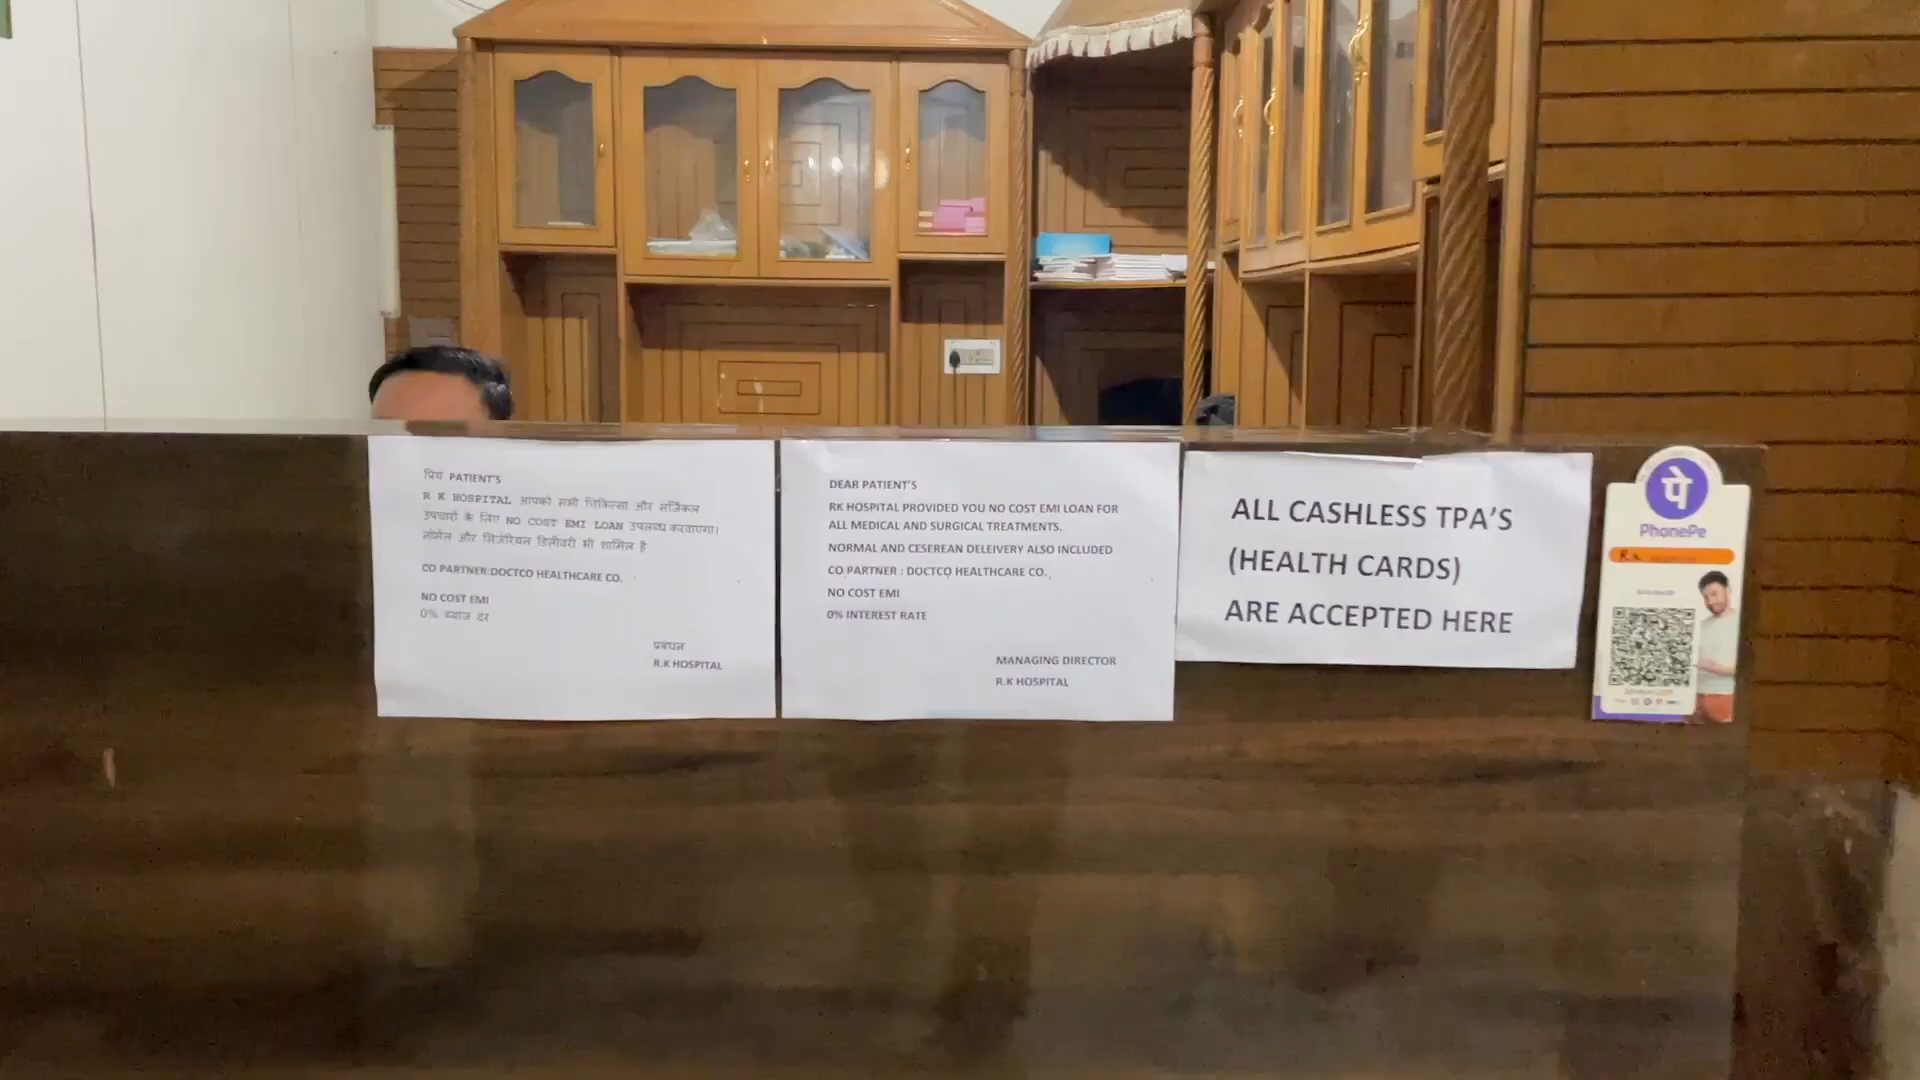 प्रिय PATIENT'S
R K HOSPITAL आपको सभी चिकित्सा और सर्जिकल
उपचारों के लिए NO COST EMI LOAN उपलब्ध करवाएगा।
नॉर्मल और सिजेरियन डिलीवरी भी शामिल है
CO PARTNER:DOCTCO HEALTHCARE CO.
NO COST EMI
0% ब्याज दर
प्रबंधन
R.K HOSPITAL
DEAR PATIENT'S
RK HOSPITAL PROVIDED YOU NO COST EMI LOAN FOR
ALL MEDICAL AND SURGICAL TREATMENTS.
NORMAL AND CESEREAN DELEIVERY ALSO INCLUDED
CO PARTNER : DOCTCO HEALTHCARE CO.
NO COST EMI
0% INTEREST RATE
MANAGING DIRECTOR
R.K HOSPITAL
ALL CASHLESS TPA'S
(HEALTH CARDS)
ARE ACCEPTED HERE
पे
PhonePe
R.K